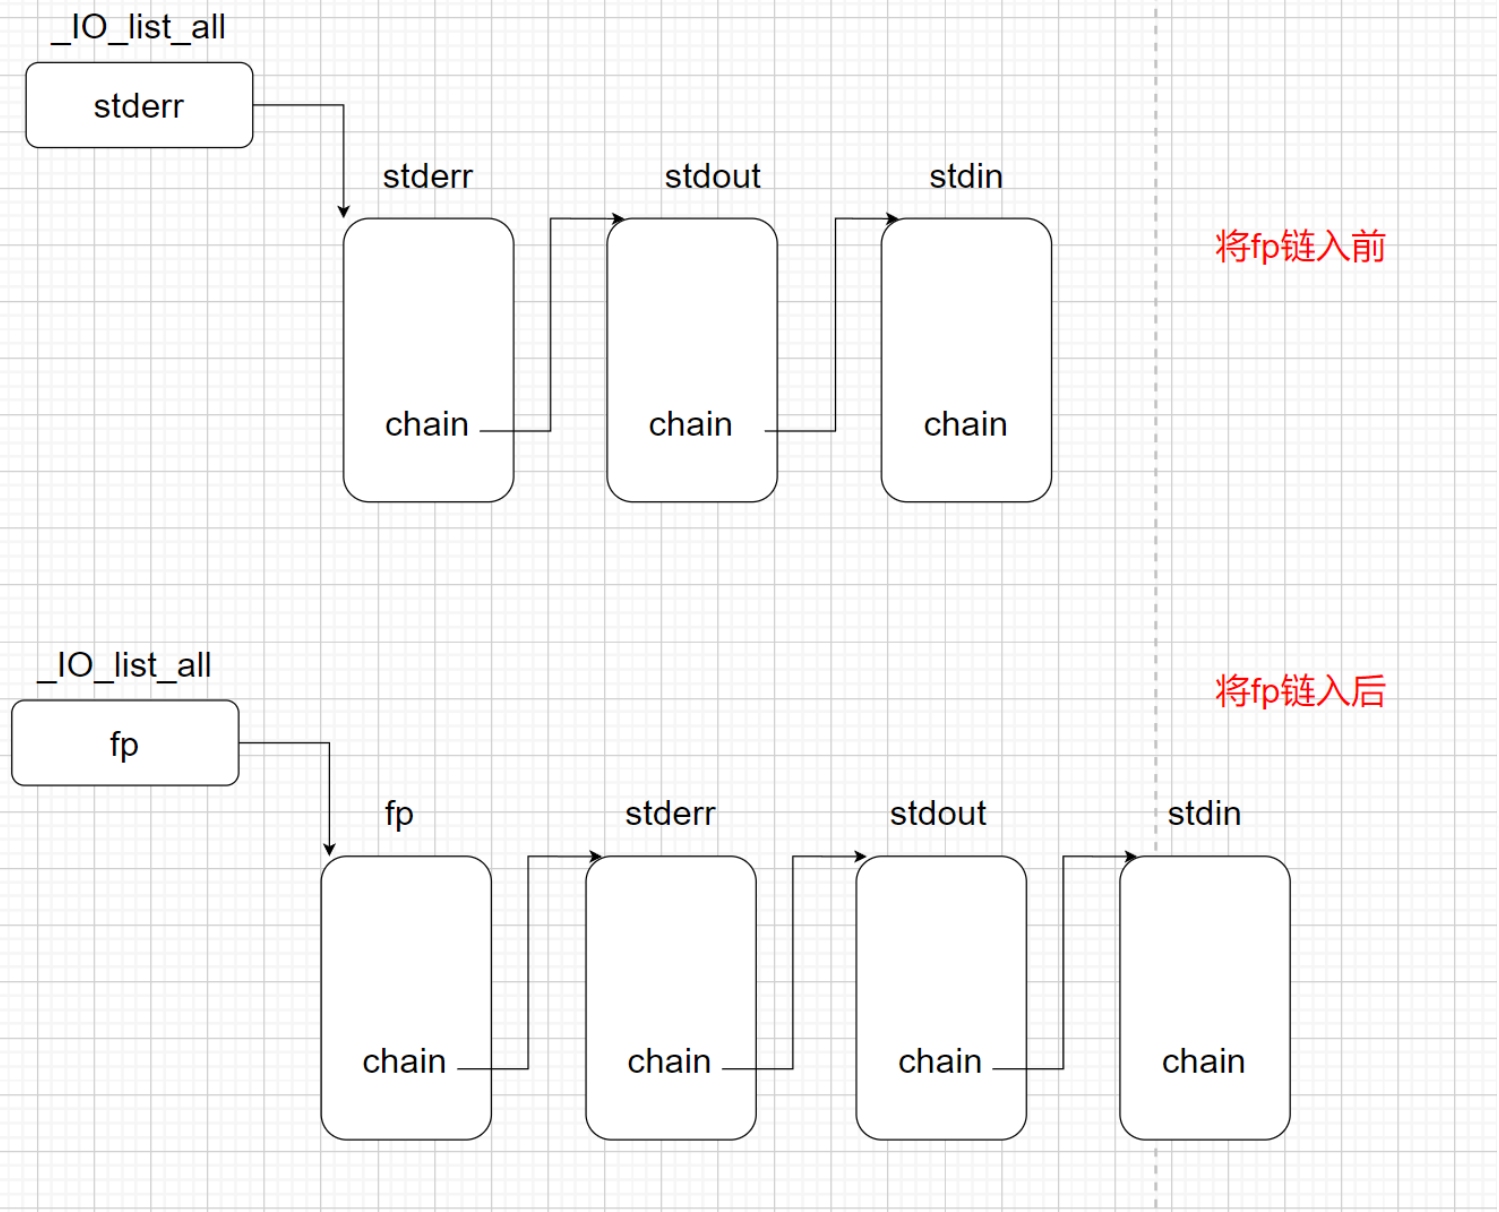 _IO_list_all
stderr
stderr
stdout
stdin
将fp链入前
chain
chain
chain
_IO_list_all
将fp链入后
fp
fp
stderr
stdout
stdin
chain
chain
chain
chain